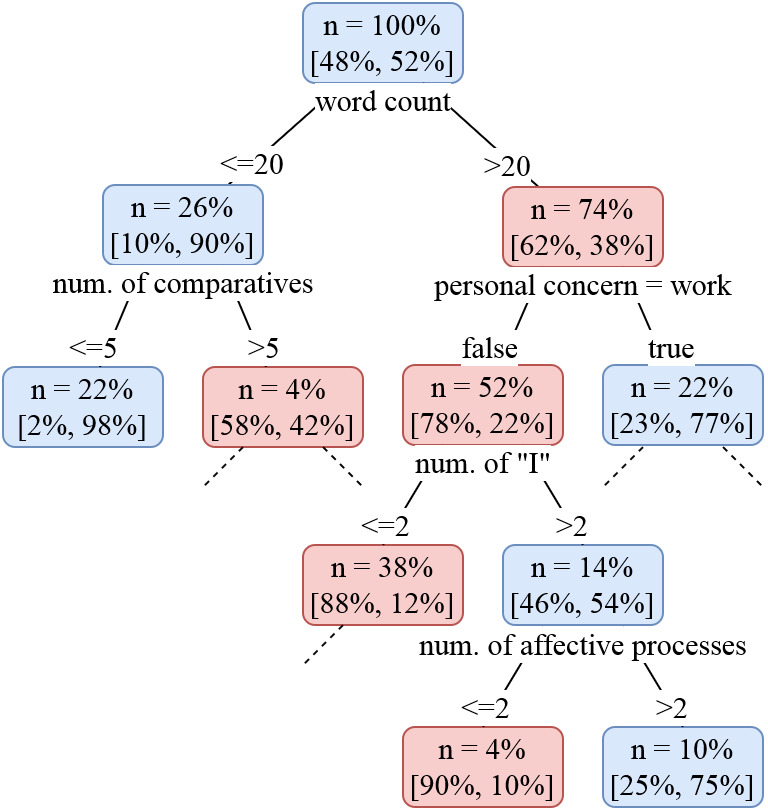 n = 100%
[48%, 52%]
word count
<=20
>20
n = 26%
[10%, 90%]
n = 74%
[62%, 38%]
num. of comparatives
personal concern = work
<=5
>5
false
true
n = 22%
[2%, 98%]
n = 4%
[58%, 42%]
n = 52%
[78%, 22%]
n = 22%
[23%, 77%]
num. of "I"
<=2
>2
n = 38%
[88%, 12%]
n = 14%
[46%, 54%]
num. of affective processes
<=2
>2
n = 4%
[90%, 10%]
n = 10%
[25%, 75%]